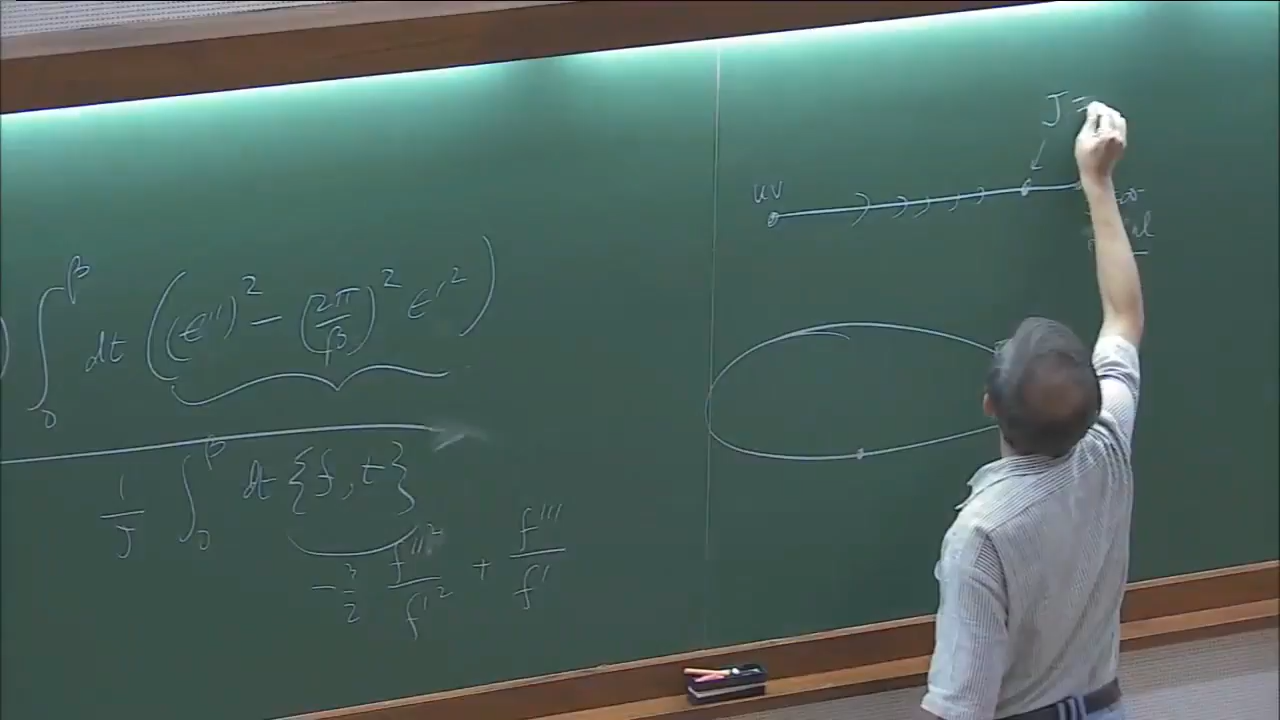 ) ∫₀^β dt ((ϵ'')² − (2π/β)² ϵ'²)
1/J ∫₀^β dt {f, t}
− 3/2 f''²/f'² + f'''/f'
J =
UV